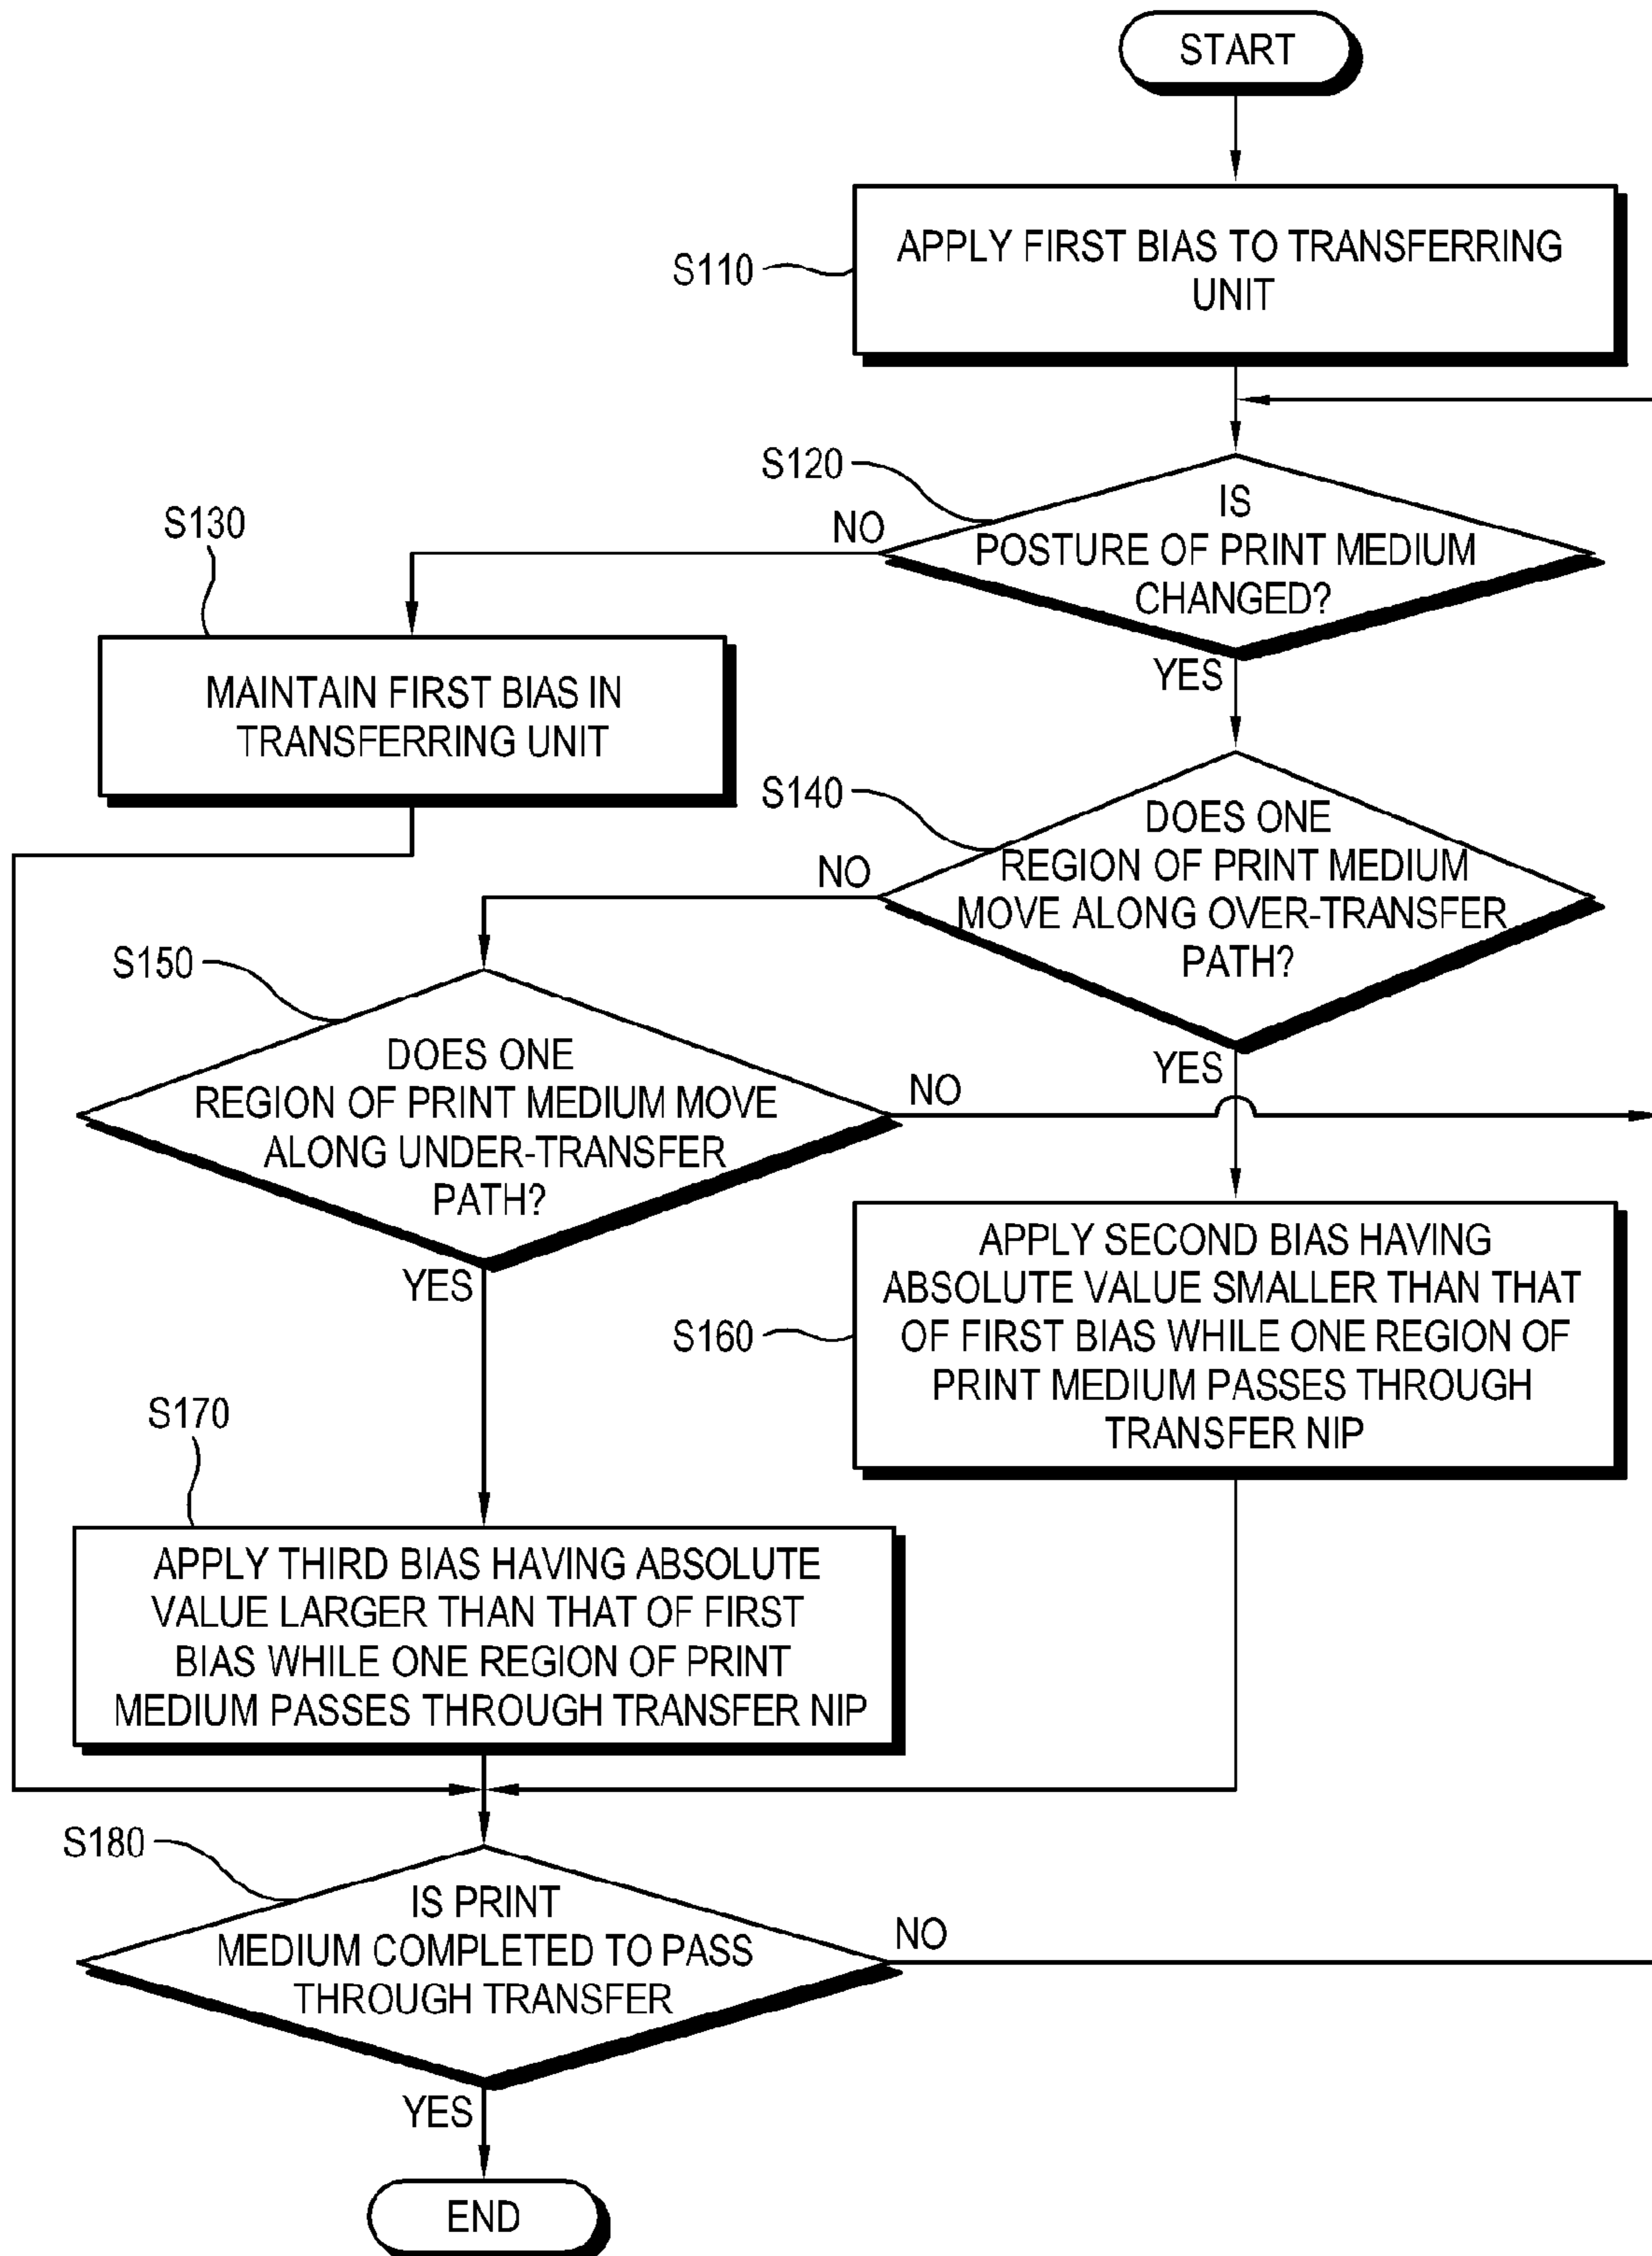 START
S110
APPLY FIRST BIAS TO TRANSFERRING
UNIT
S120
IS
POSTURE OF PRINT MEDIUM
CHANGED?
NO
YES
S130
MAINTAIN FIRST BIAS IN
TRANSFERRING UNIT
S140
DOES ONE
REGION OF PRINT MEDIUM
MOVE ALONG OVER-TRANSFER
PATH?
NO
YES
S150
DOES ONE
REGION OF PRINT MEDIUM MOVE
ALONG UNDER-TRANSFER
PATH?
NO
YES
S160
APPLY SECOND BIAS HAVING
ABSOLUTE VALUE SMALLER THAN THAT
OF FIRST BIAS WHILE ONE REGION OF
PRINT MEDIUM PASSES THROUGH
TRANSFER NIP
S170
APPLY THIRD BIAS HAVING ABSOLUTE
VALUE LARGER THAN THAT OF FIRST
BIAS WHILE ONE REGION OF PRINT
MEDIUM PASSES THROUGH TRANSFER NIP
S180
IS PRINT
MEDIUM COMPLETED TO PASS
THROUGH TRANSFER
NO
YES
END